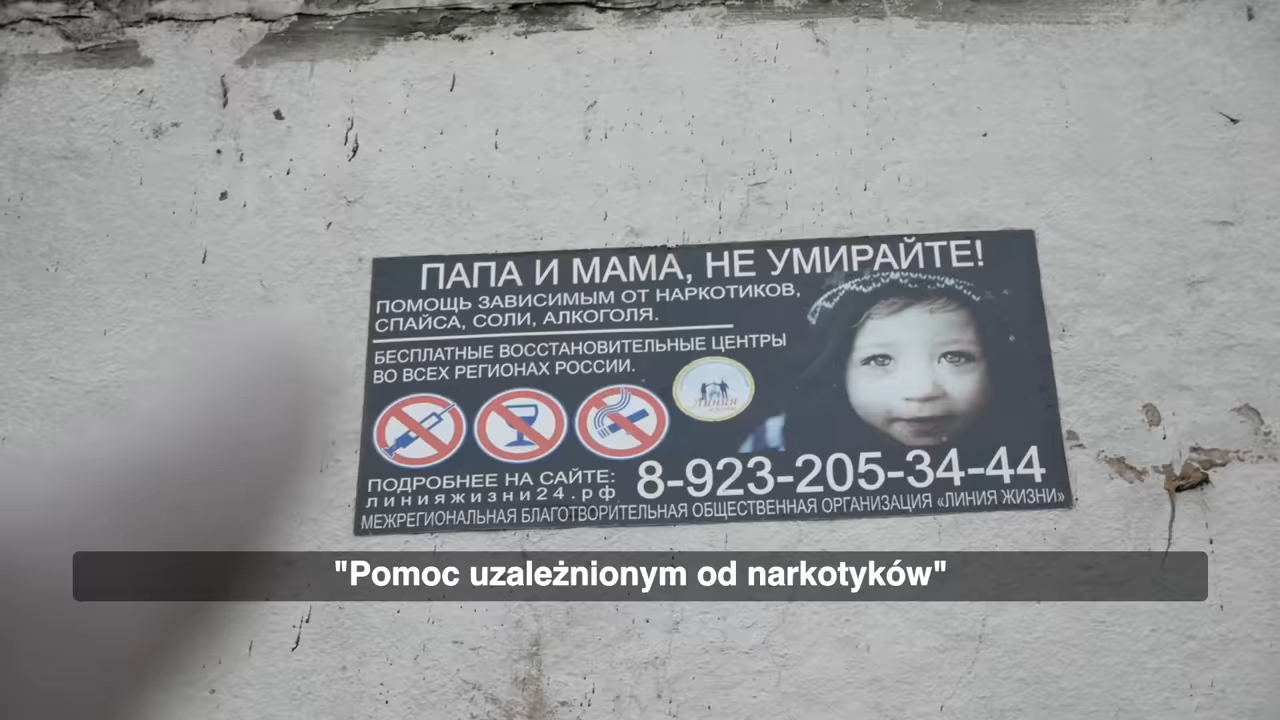 ПАПА И МАМА, НЕ УМИРАЙТЕ!
ПОМОЩЬ ЗАВИСИМЫМ ОТ НАРКОТИКОВ,
СПАЙСА, СОЛИ, АЛКОГОЛЯ.
БЕСПЛАТНЫЕ ВОССТАНОВИТЕЛЬНЫЕ ЦЕНТРЫ
ВО ВСЕХ РЕГИОНАХ РОССИИ.
Линия
ПОДРОБНЕЕ НА САЙТЕ:
линияжизни24.рф
8-923-205-34-44
МЕЖРЕГИОНАЛЬНАЯ БЛАГОТВОРИТЕЛЬНАЯ ОБЩЕСТВЕННАЯ ОРГАНИЗАЦИЯ «ЛИНИЯ ЖИЗНИ»
"Pomoc uzależnionym od narkotyków"